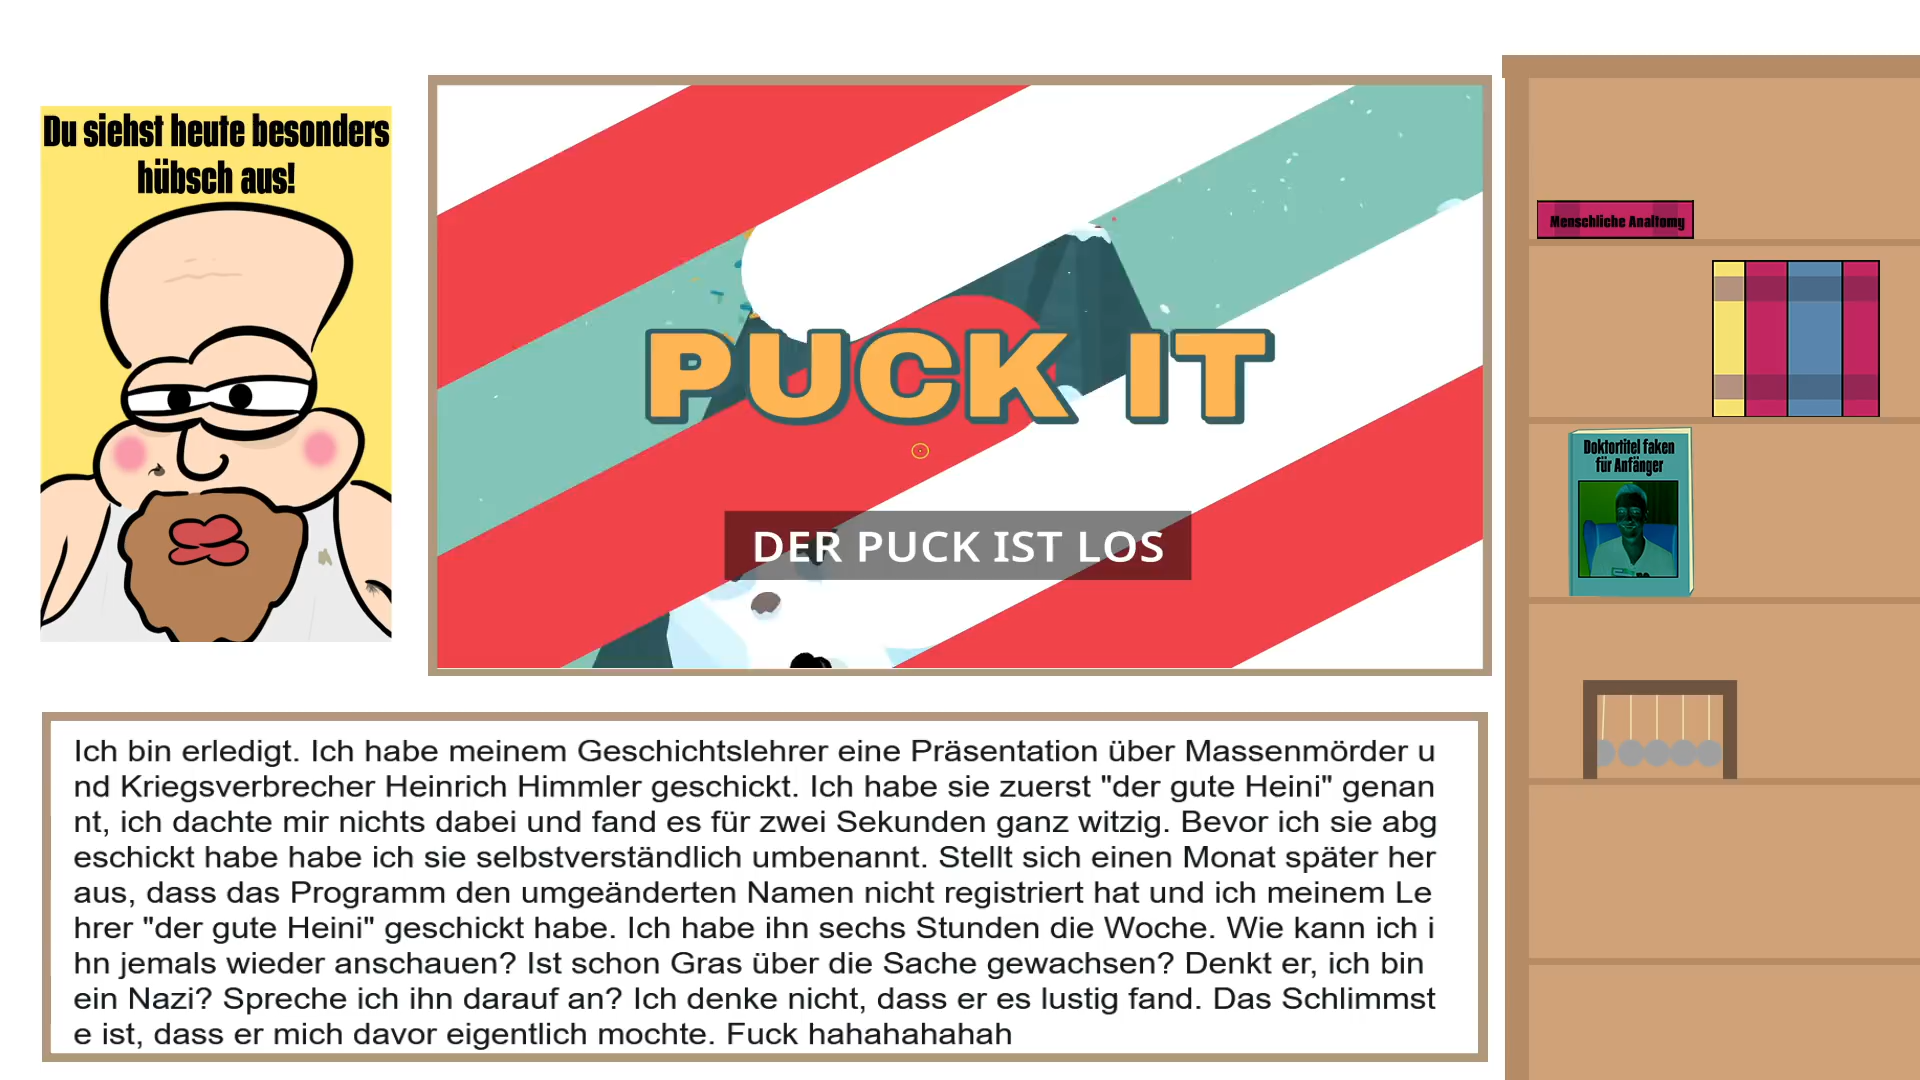 Du siehst heute besonders
hübsch aus!
PUCK IT
DER PUCK IST LOS
Menschliche Analtomy
Doktortitel faken
für Anfänger
Ich bin erledigt. Ich habe meinem Geschichtslehrer eine Präsentation über Massenmörder u
nd Kriegsverbrecher Heinrich Himmler geschickt. Ich habe sie zuerst "der gute Heini" genan
nt, ich dachte mir nichts dabei und fand es für zwei Sekunden ganz witzig. Bevor ich sie abg
eschickt habe habe ich sie selbstverständlich umbenannt. Stellt sich einen Monat später her
aus, dass das Programm den umgeänderten Namen nicht registriert hat und ich meinem Le
hrer "der gute Heini" geschickt habe. Ich habe ihn sechs Stunden die Woche. Wie kann ich i
hn jemals wieder anschauen? Ist schon Gras über die Sache gewachsen? Denkt er, ich bin
ein Nazi? Spreche ich ihn darauf an? Ich denke nicht, dass er es lustig fand. Das Schlimmst
e ist, dass er mich davor eigentlich mochte. Fuck hahahahahah